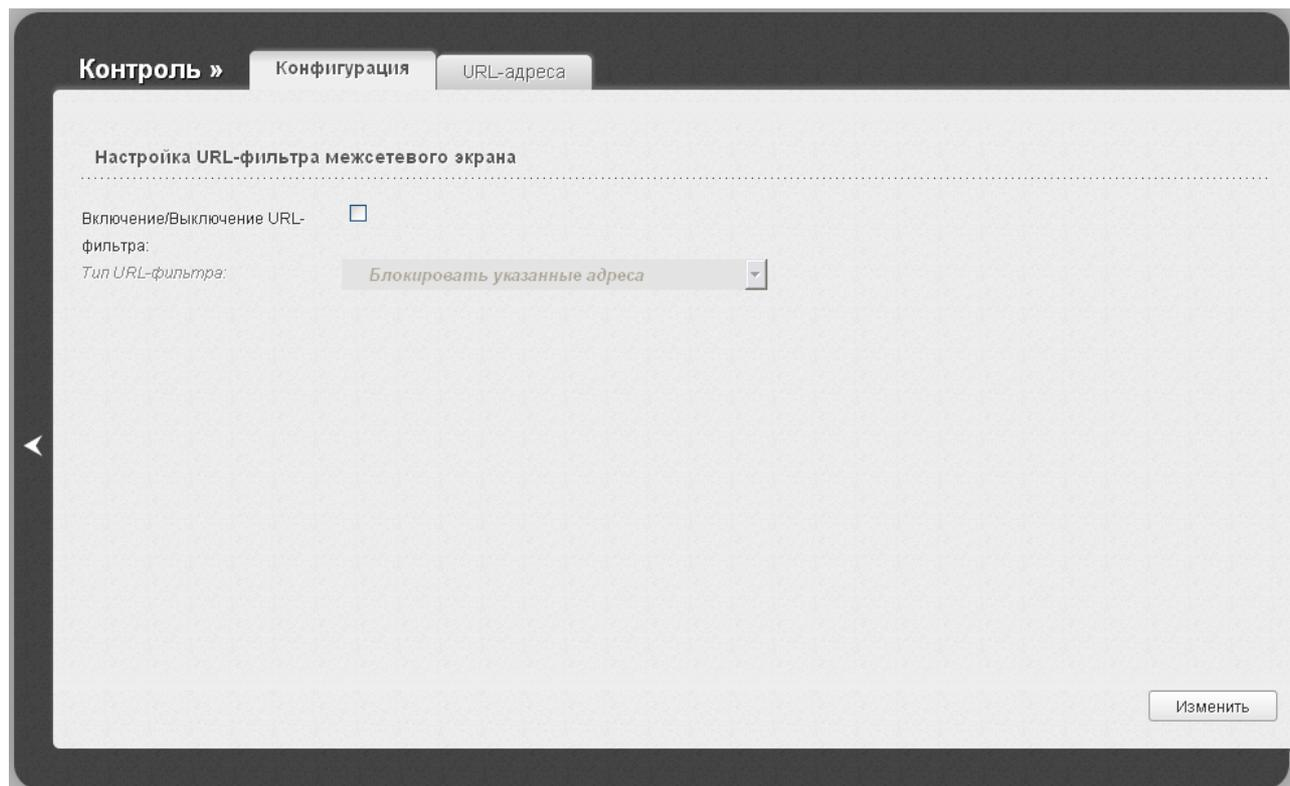 Контроль » Конфигурация URL-адреса
Настройка URL-фильтра межсетевого экрана
Включение/Выключение URL-
фильтра:
Тип URL-фильтра: Блокировать указанные адреса
Изменить